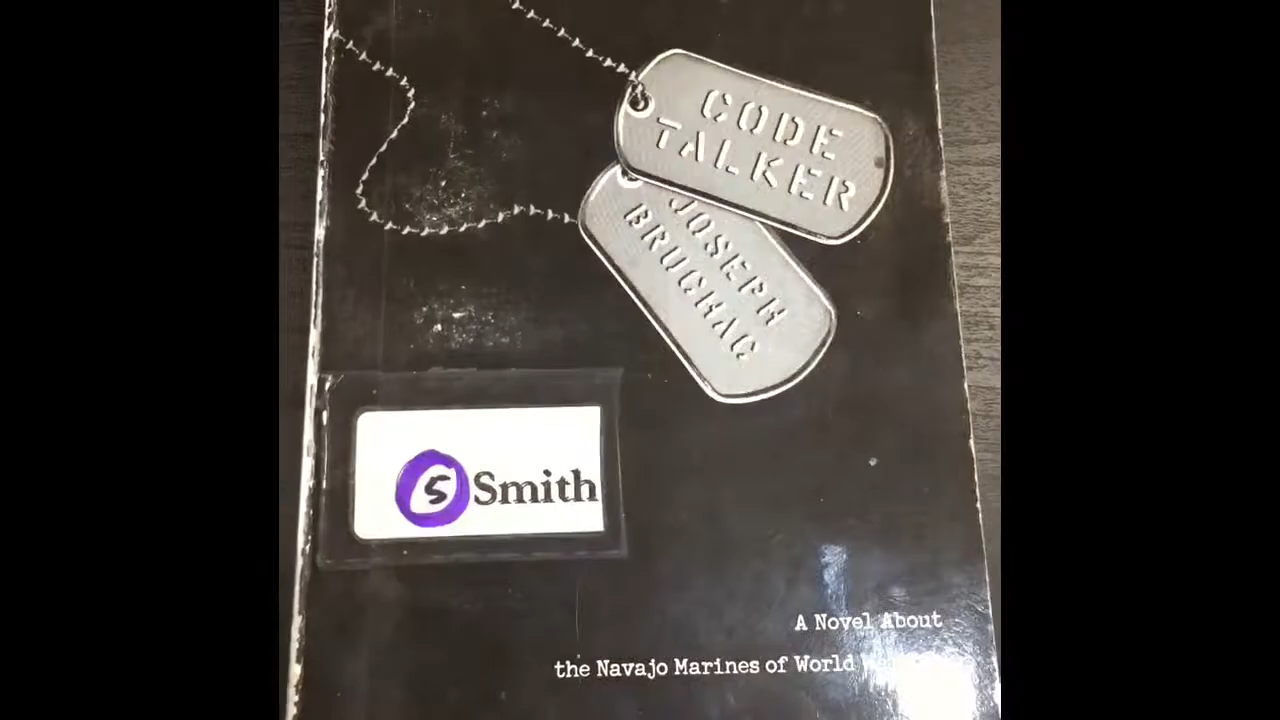 CODE
TALKER
JOSEPH
BRUCHAC
5 Smith
A Novel About
the Navajo Marines of World